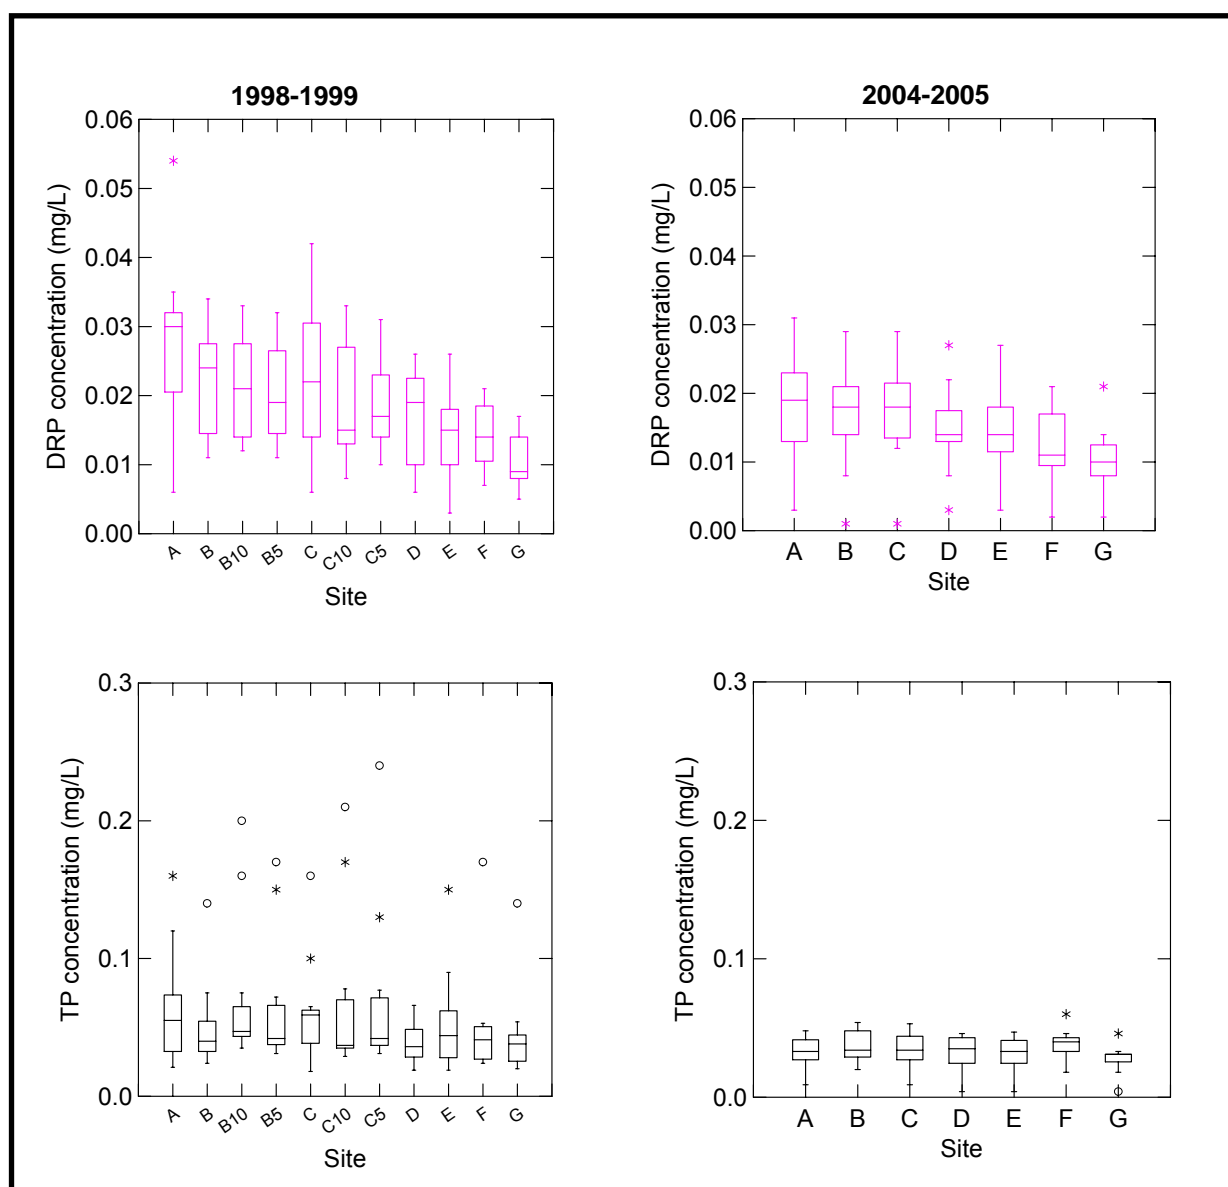 1998-1999
0.06
0.05
0.04
0.03
0.02
0.01
0.00
DRP concentration (mg/L)
A B B10 B5 C C10 C5 D E F G
Site
2004-2005
0.06
0.05
0.04
0.03
0.02
0.01
0.00
DRP concentration (mg/L)
A B C D E F G
Site
0.3
0.2
0.1
0.0
TP concentration (mg/L)
A B B10 B5 C C10 C5 D E F G
Site
0.3
0.2
0.1
0.0
TP concentration (mg/L)
A B C D E F G
Site